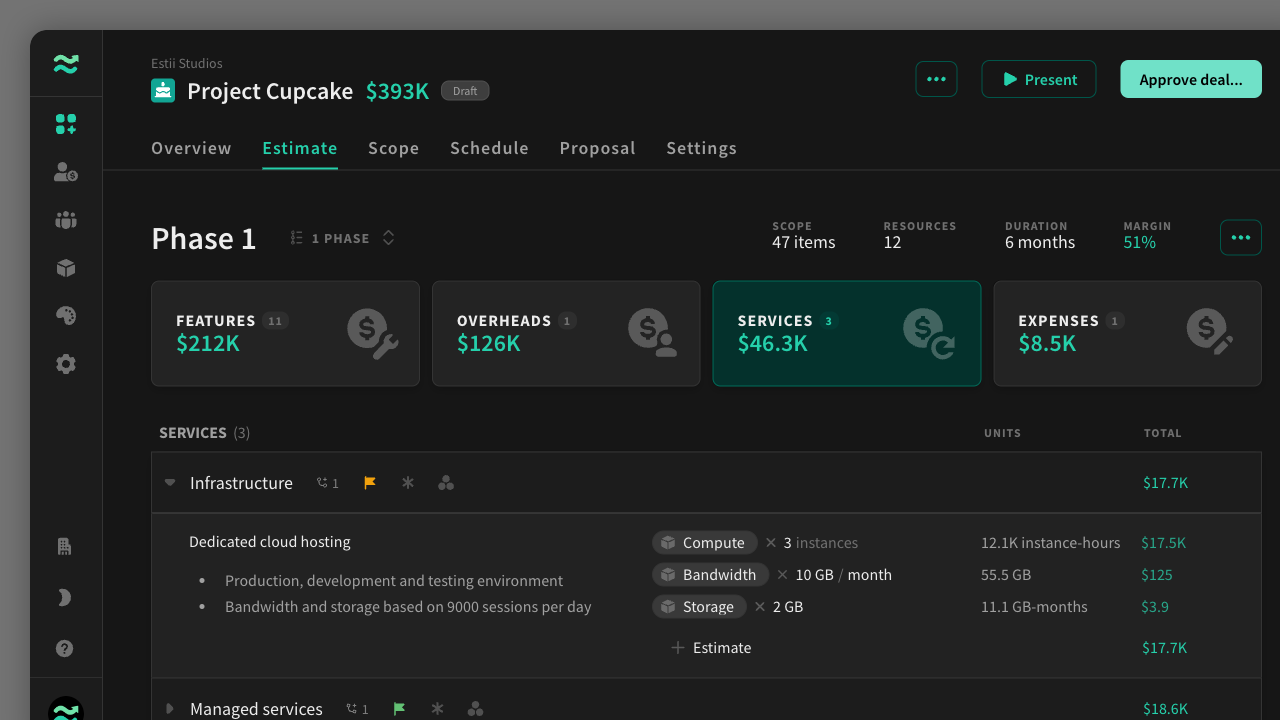 Estii Studios
Project Cupcake $393K Draft
••• Present Approve deal...
Overview Estimate Scope Schedule Proposal Settings
Phase 1 1 PHASE
SCOPE RESOURCES DURATION MARGIN
47 items 12 6 months 51%
FEATURES 11
$212K
OVERHEADS 1
$126K
SERVICES 3
$46.3K
EXPENSES 1
$8.5K
SERVICES (3) UNITS TOTAL
Infrastructure 1 $17.7K
Dedicated cloud hosting
• Production, development and testing environment
• Bandwidth and storage based on 9000 sessions per day
Compute × 3 instances 12.1K instance-hours $17.5K
Bandwidth × 10 GB / month 55.5 GB $125
Storage × 2 GB 11.1 GB-months $3.9
+ Estimate $17.7K
Managed services 1 $18.6K